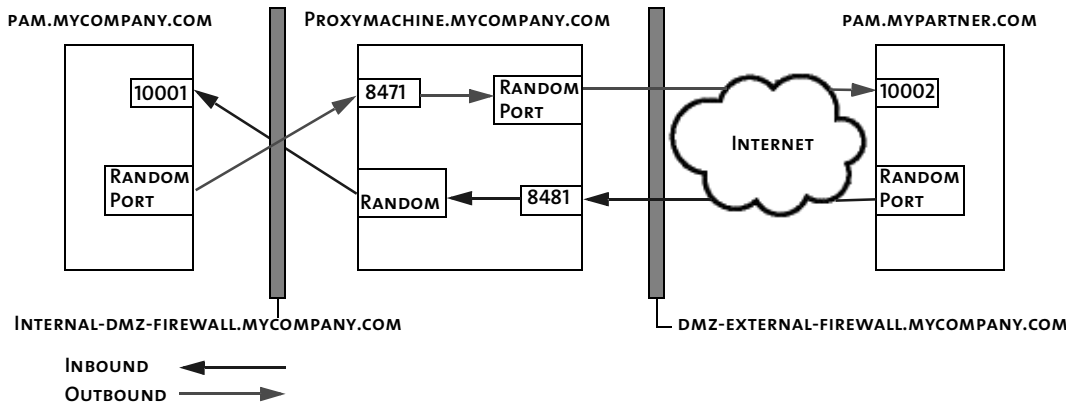 PAM.MYCOMPANY.COM
PROXYMACHINE.MYCOMPANY.COM
PAM.MYPARTNER.COM
10001
8471
RANDOM
PORT
10002
INTERNET
RANDOM
PORT
RANDOM
8481
RANDOM
PORT
INTERNAL-DMZ-FIREWALL.MYCOMPANY.COM
DMZ-EXTERNAL-FIREWALL.MYCOMPANY.COM
INBOUND
OUTBOUND